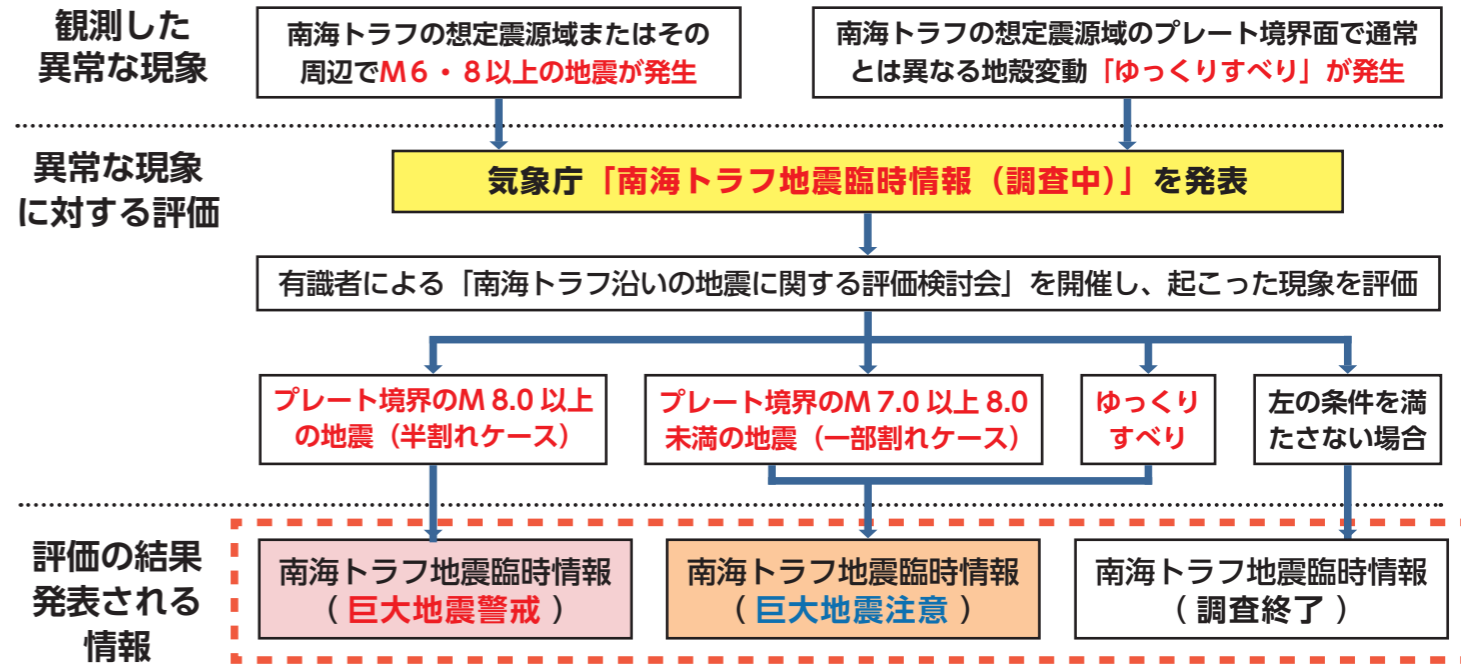 観測した
異常な現象
南海トラフの想定震源域またはその
周辺でM6・8以上の地震が発生
南海トラフの想定震源域のプレート境界面で通常
とは異なる地殻変動「ゆっくりすべり」が発生
異常な現象
に対する評価
気象庁「南海トラフ地震臨時情報（調査中）」を発表
有識者による「南海トラフ沿いの地震に関する評価検討会」を開催し、起こった現象を評価
プレート境界のM 8.0 以上
の地震（半割れケース）
プレート境界のM 7.0 以上 8.0
未満の地震（一部割れケース）
ゆっくり
すべり
左の条件を満
たさない場合
評価の結果
発表される
情報
南海トラフ地震臨時情報
（巨大地震警戒）
南海トラフ地震臨時情報
（巨大地震注意）
南海トラフ地震臨時情報
（調査終了）